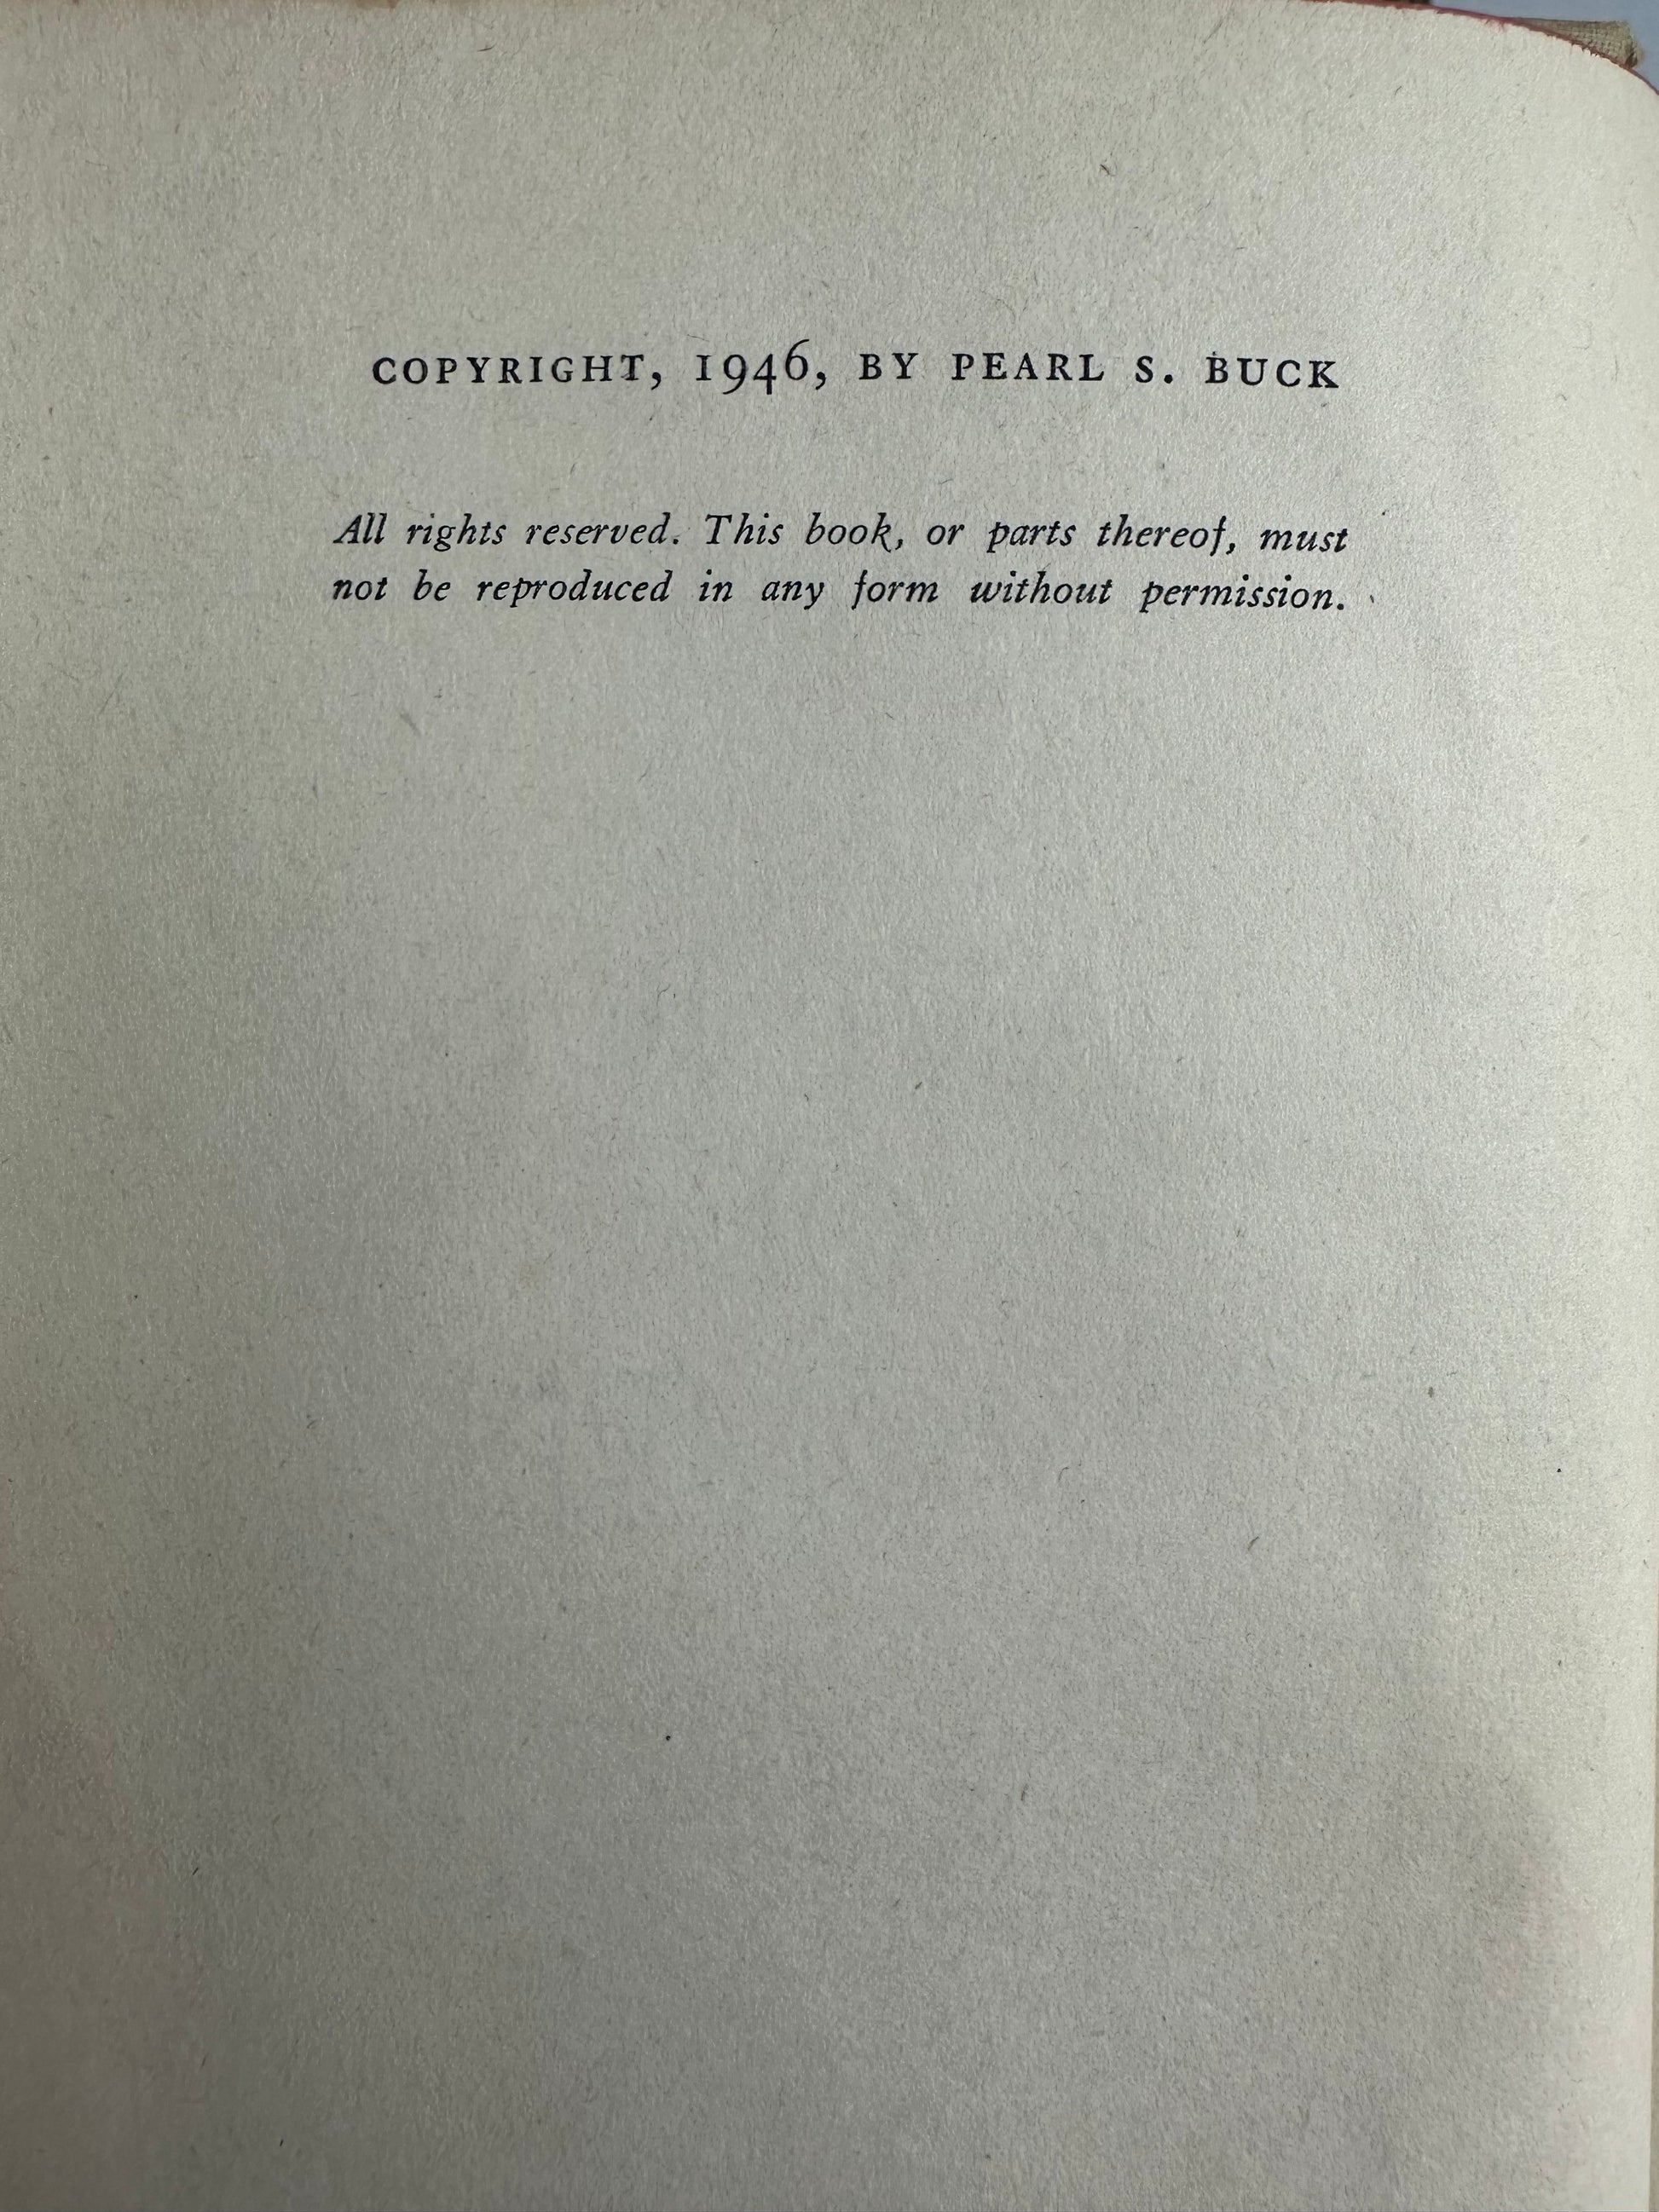 COPYRIGHT, 1946, BY PEARL S. BUCK
All rights reserved. This book, or parts thereof, must
not be reproduced in any form without permission.